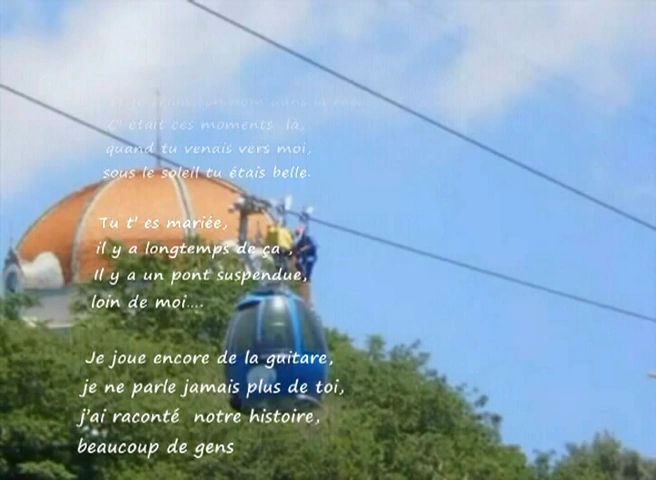 c' était ces moments là,
quand tu venais vers moi,
sous le soleil tu étais belle.
Tu t' es mariée,
il y a longtemps de ça ,
Il y a un pont suspendue,
loin de moi....
Je joue encore de la guitare,
je ne parle jamais plus de toi,
j'ai raconté notre histoire,
beaucoup de gens